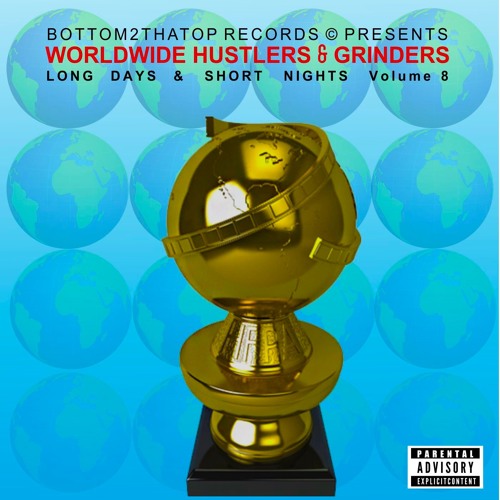 BOTTOM2THATOP RECORDS © PRESENTS
WORLDWIDE HUSTLERS & GRINDERS
LONG DAYS & SHORT NIGHTS Volume 8
PARENTAL
ADVISORY
EXPLICIT CONTENT